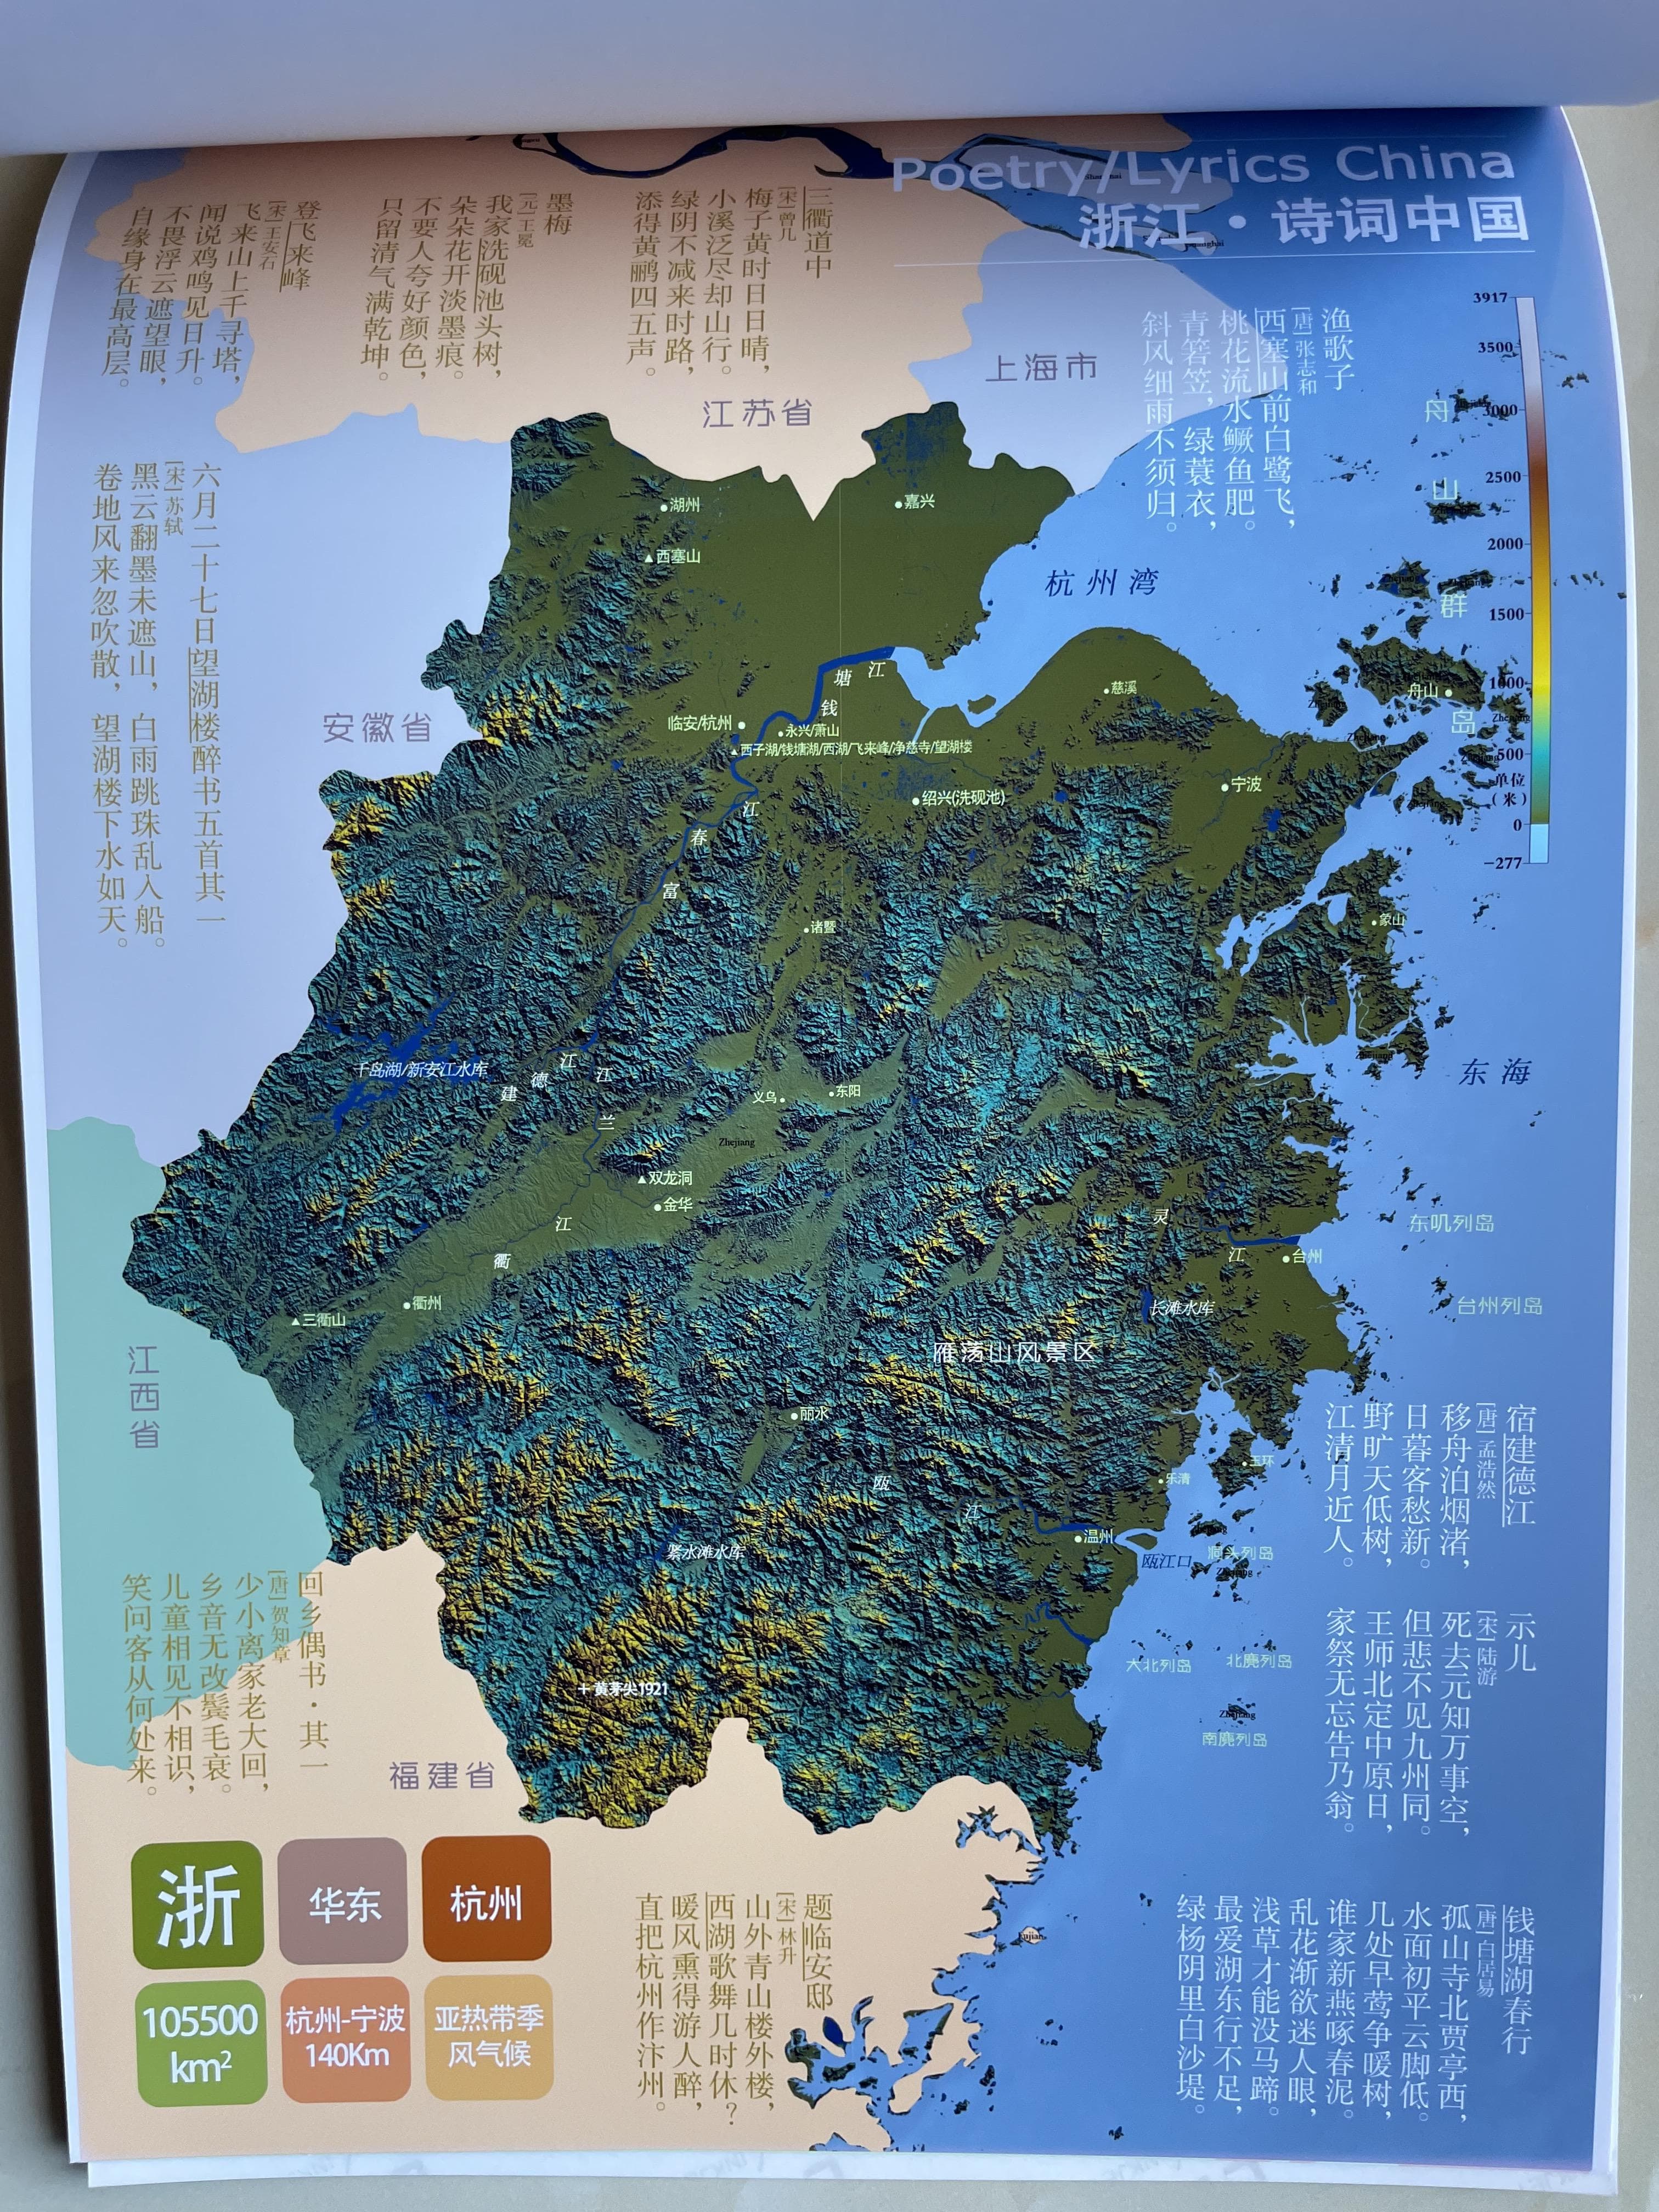 Poetry/Lyrics China
浙江·诗词中国
三衢道中
[宋]曾几
梅子黄时日日晴，
小溪泛尽却山行。
绿阴不减来时路，
添得黄鹂四五声。
墨梅
[元]王冕
我家洗砚池头树，
朵朵花开淡墨痕。
不要人夸好颜色，
只留清气满乾坤。
登飞来峰
[宋]王安石
飞来山上千寻塔，
闻说鸡鸣见日升。
不畏浮云遮望眼，
自缘身在最高层。
渔歌子
[唐]张志和
西塞山前白鹭飞，
桃花流水鳜鱼肥。
青箬笠，绿蓑衣，
斜风细雨不须归。
六月二十七日望湖楼醉书五首其一
[宋]苏轼
黑云翻墨未遮山，白雨跳珠乱入船。
卷地风来忽吹散，望湖楼下水如天。
3917
3500
3000
2500
2000
1500
1000
500
单位
（米）
0
-277
上海市
江苏省
安徽省
江西省
福建省
舟山群岛
湖州
嘉兴
西塞山
杭州湾
钱塘江
慈溪
舟山
临安/杭州
永兴/萧山
西子湖/钱塘湖/西湖/飞来峰/净慈寺/望湖楼
宁波
绍兴(洗砚池)
富春江
诸暨
象山
千岛湖/新安江水库
建德江
兰江
义乌
东阳
Zhejiang
东海
双龙洞
金华
衢江
灵江
台州
东矶列岛
台州列岛
衢州
三衢山
长滩水库
雁荡山风景区
丽水
瓯江
乐清
玉环
温州
瓯江口
洞头列岛
紧水滩水库
大北列岛
北麂列岛
Zhejiang
南麂列岛
黄茅尖1921
宿建德江
[唐]孟浩然
移舟泊烟渚，
日暮客愁新。
野旷天低树，
江清月近人。
示儿
[宋]陆游
死去元知万事空，
但悲不见九州同。
王师北定中原日，
家祭无忘告乃翁。
回乡偶书·其一
[唐]贺知章
少小离家老大回，
乡音无改鬓毛衰。
儿童相见不相识，
笑问客从何处来。
题临安邸
[宋]林升
山外青山楼外楼，
西湖歌舞几时休？
暖风熏得游人醉，
直把杭州作汴州。
钱塘湖春行
[唐]白居易
孤山寺北贾亭西，
水面初平云脚低。
几处早莺争暖树，
谁家新燕啄春泥。
乱花渐欲迷人眼，
浅草才能没马蹄。
最爱湖东行不足，
绿杨阴里白沙堤。
浙
华东
杭州
105500
km²
杭州-宁波
140Km
亚热带季
风气候